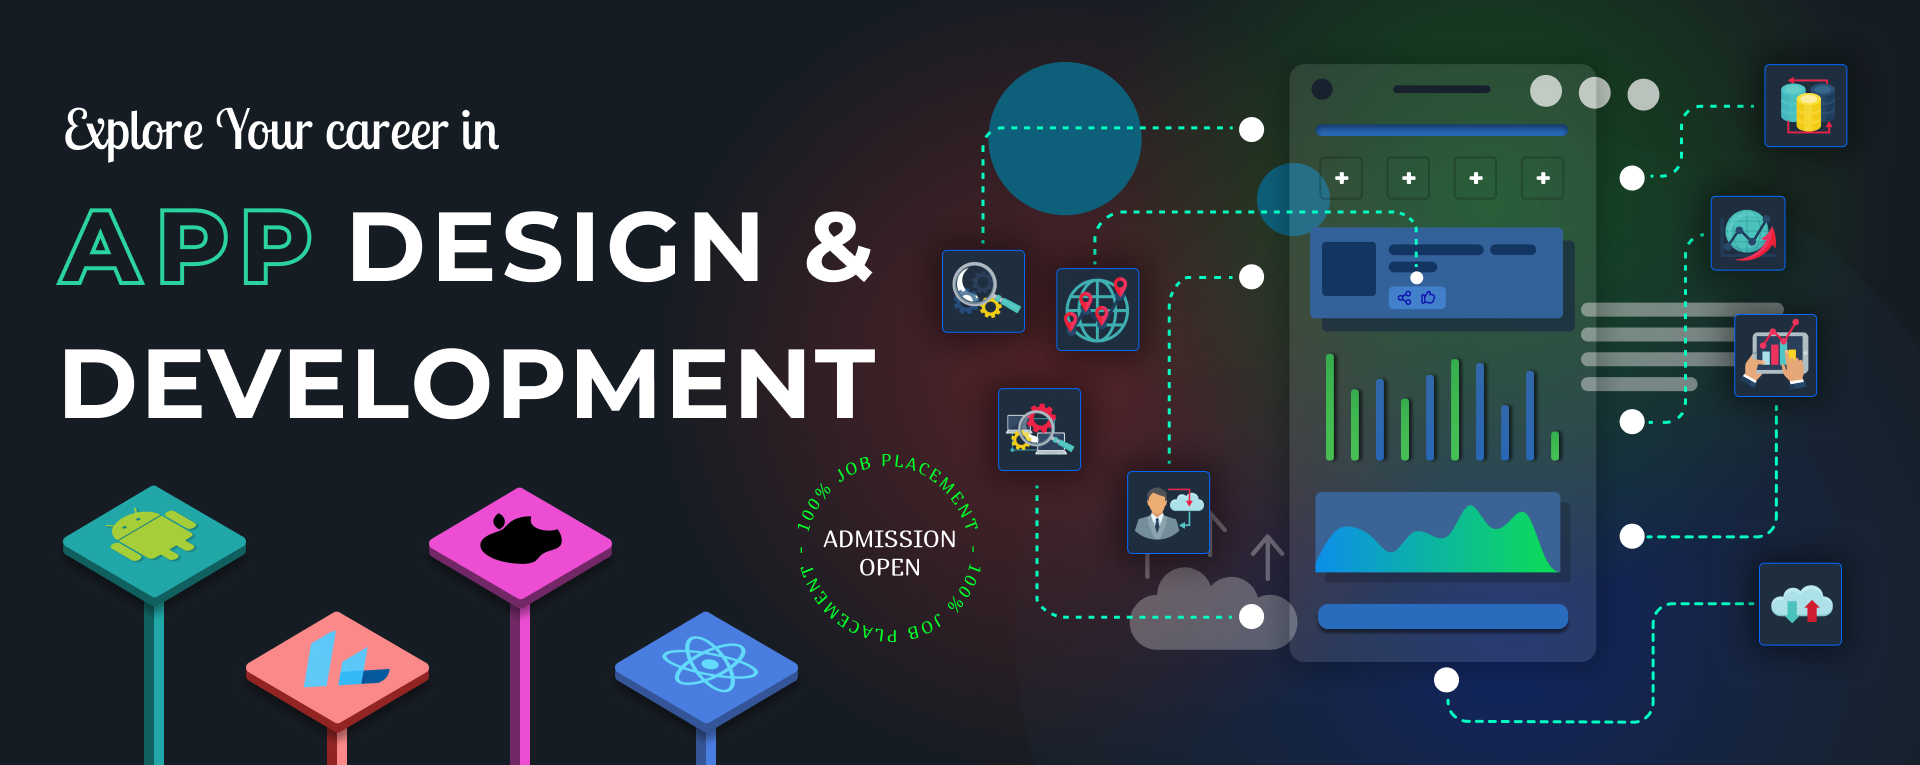 Explore Your career in
APP DESIGN &
DEVELOPMENT
100% JOB PLACEMENT - 100% JOB PLACEMENT -
ADMISSION
OPEN